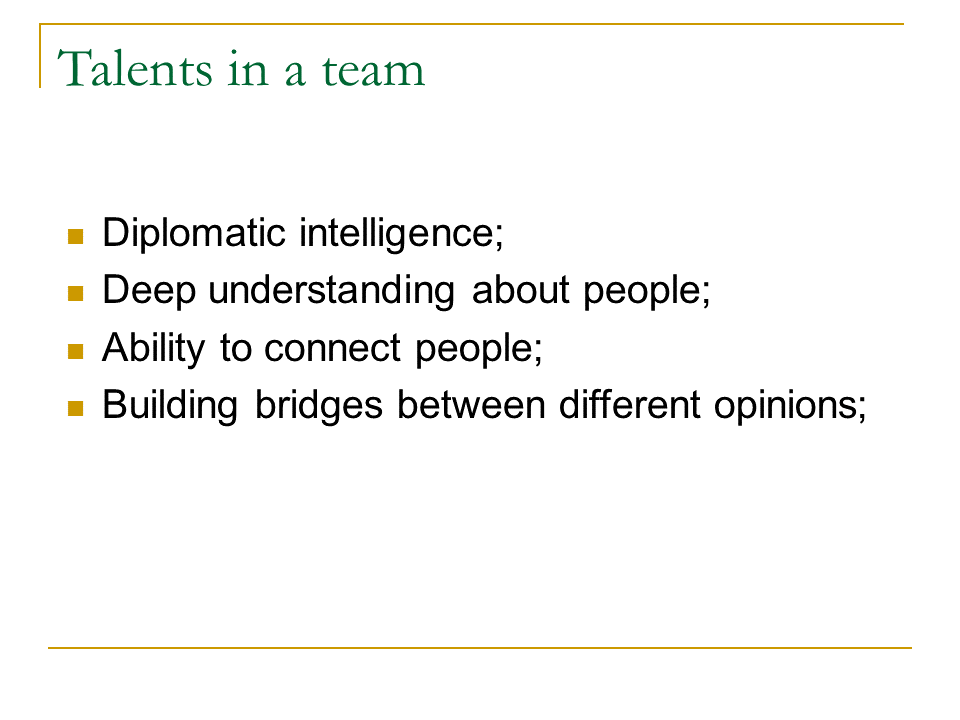 Talents in a team
Diplomatic intelligence;
Deep understanding about people;
Ability to connect people;
Building bridges between different opinions;